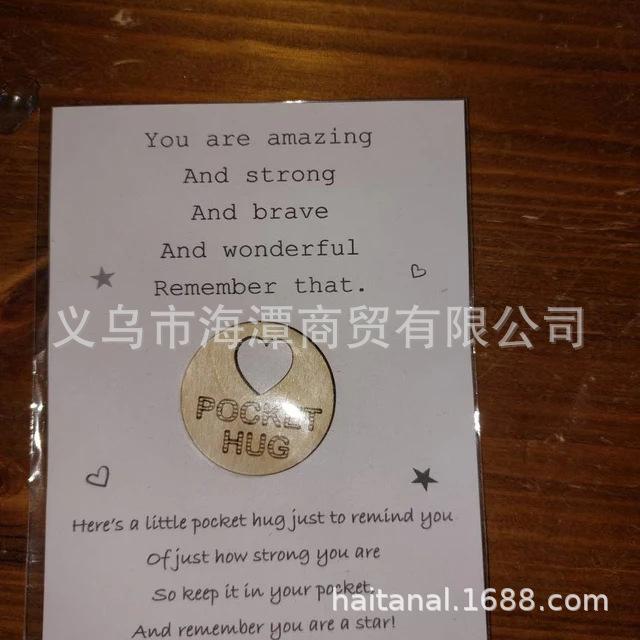 You are amazing
And strong
And brave
And wonderful
Remember that.
义乌市海潭商贸有限公司
POCKET
HUG
Here's a little pocket hug just to remind you
Of just how strong you are
So keep it in your pocket,
And remember you are a star!
haitanal.1688.com